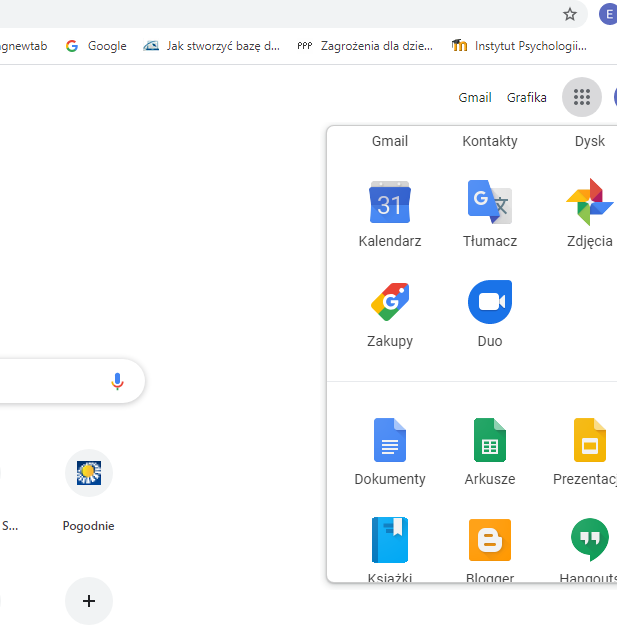 E
gnewtab Google Jak stworzyć bazę d... PPP Zagrożenia dla dzie... Instytut Psychologii...
Gmail Grafika
Gmail Kontakty Dysk
31 G 文
Kalendarz Tłumacz Zdjęcia
G
Zakupy Duo
Dokumenty Arkusze Prezentacj
S... Pogodnie
Książki Blogger Hangouts